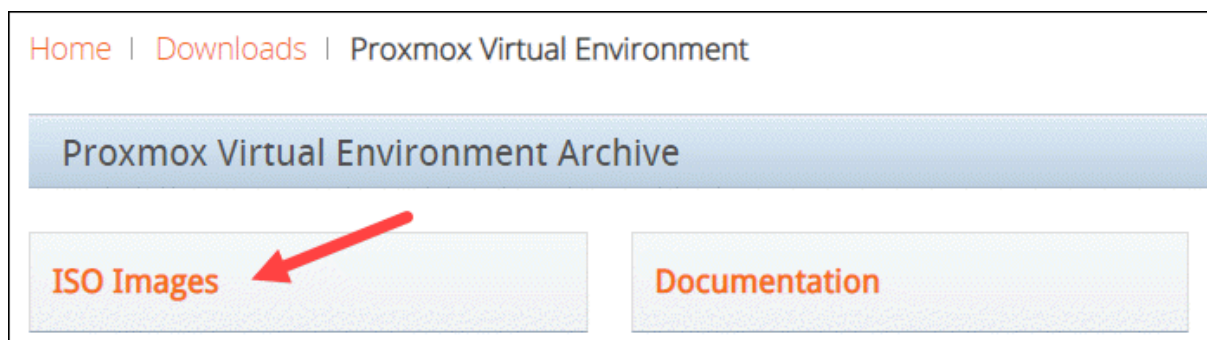 Home | Downloads | Proxmox Virtual Environment
Proxmox Virtual Environment Archive
ISO Images
Documentation